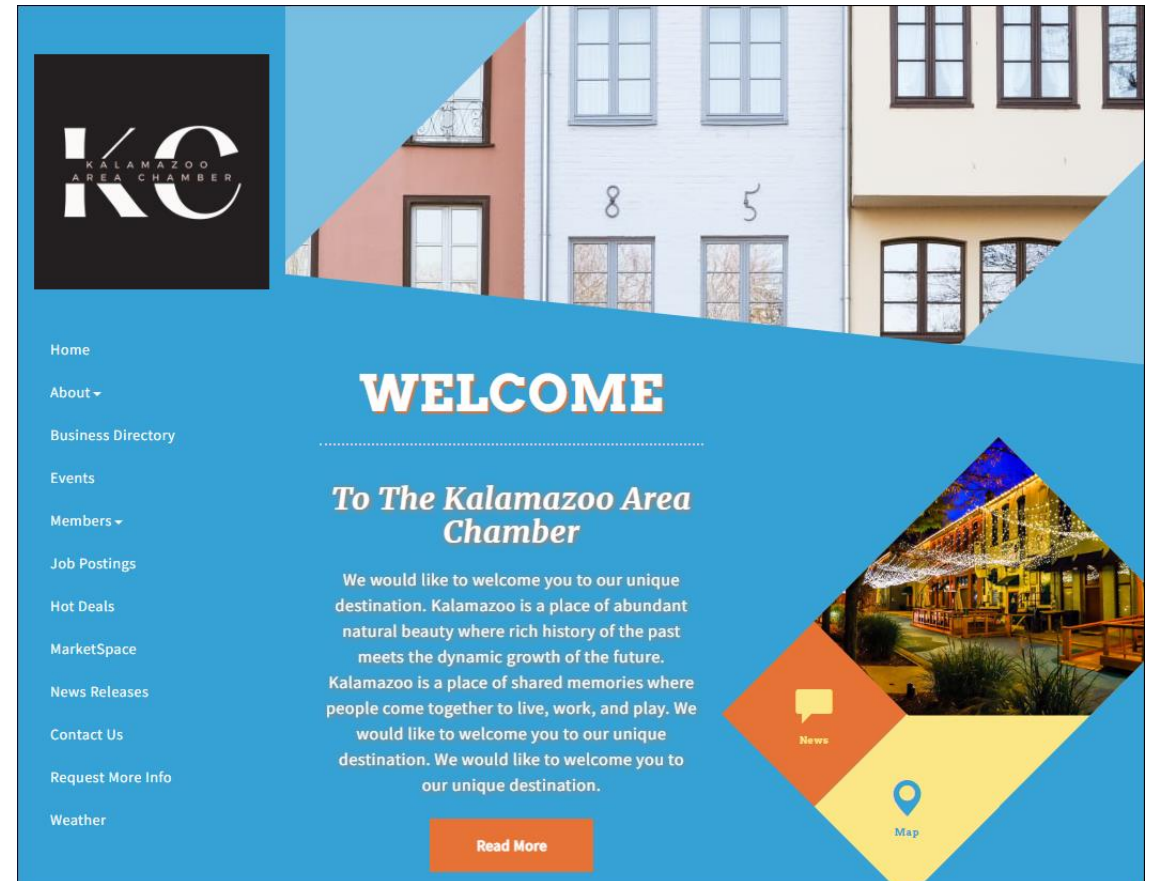 KALAMAZOO
AREA CHAMBER
KC
8 5
Home
About
Business Directory
Events
Members
Job Postings
Hot Deals
MarketSpace
News Releases
Contact Us
Request More Info
Weather
WELCOME
To The Kalamazoo Area
Chamber
We would like to welcome you to our unique
destination. Kalamazoo is a place of abundant
natural beauty where rich history of the past
meets the dynamic growth of the future.
Kalamazoo is a place of shared memories where
people come together to live, work, and play. We
would like to welcome you to our unique
destination. We would like to welcome you to
our unique destination.
Read More
News
Map